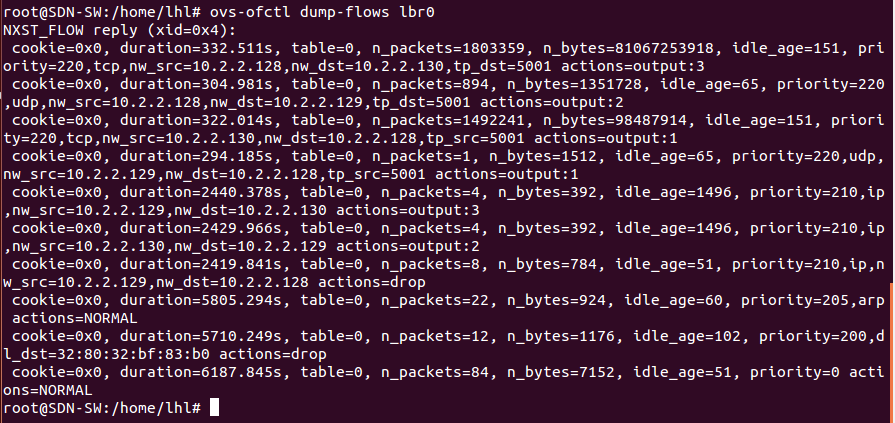 root@SDN-SW:/home/lhl# ovs-ofctl dump-flows lbr0
NXST_FLOW reply (xid=0x4):
 cookie=0x0, duration=332.511s, table=0, n_packets=1803359, n_bytes=81067253918, idle_age=151, pri
ority=220,tcp,nw_src=10.2.2.128,nw_dst=10.2.2.130,tp_dst=5001 actions=output:3
 cookie=0x0, duration=304.981s, table=0, n_packets=894, n_bytes=1351728, idle_age=65, priority=220
,udp,nw_src=10.2.2.128,nw_dst=10.2.2.129,tp_dst=5001 actions=output:2
 cookie=0x0, duration=322.014s, table=0, n_packets=1492241, n_bytes=98487914, idle_age=151, priori
ty=220,tcp,nw_src=10.2.2.130,nw_dst=10.2.2.128,tp_src=5001 actions=output:1
 cookie=0x0, duration=294.185s, table=0, n_packets=1, n_bytes=1512, idle_age=65, priority=220,udp,
nw_src=10.2.2.129,nw_dst=10.2.2.128,tp_src=5001 actions=output:1
 cookie=0x0, duration=2440.378s, table=0, n_packets=4, n_bytes=392, idle_age=1496, priority=210,ip
,nw_src=10.2.2.129,nw_dst=10.2.2.130 actions=output:3
 cookie=0x0, duration=2429.966s, table=0, n_packets=4, n_bytes=392, idle_age=1496, priority=210,ip
,nw_src=10.2.2.130,nw_dst=10.2.2.129 actions=output:2
 cookie=0x0, duration=2419.841s, table=0, n_packets=8, n_bytes=784, idle_age=51, priority=210,ip,n
w_src=10.2.2.129,nw_dst=10.2.2.128 actions=drop
 cookie=0x0, duration=5805.294s, table=0, n_packets=22, n_bytes=924, idle_age=60, priority=205,arp
 actions=NORMAL
 cookie=0x0, duration=5710.249s, table=0, n_packets=12, n_bytes=1176, idle_age=102, priority=200,d
l_dst=32:80:32:bf:83:b0 actions=drop
 cookie=0x0, duration=6187.845s, table=0, n_packets=84, n_bytes=7152, idle_age=51, priority=0 acti
ons=NORMAL
root@SDN-SW:/home/lhl#